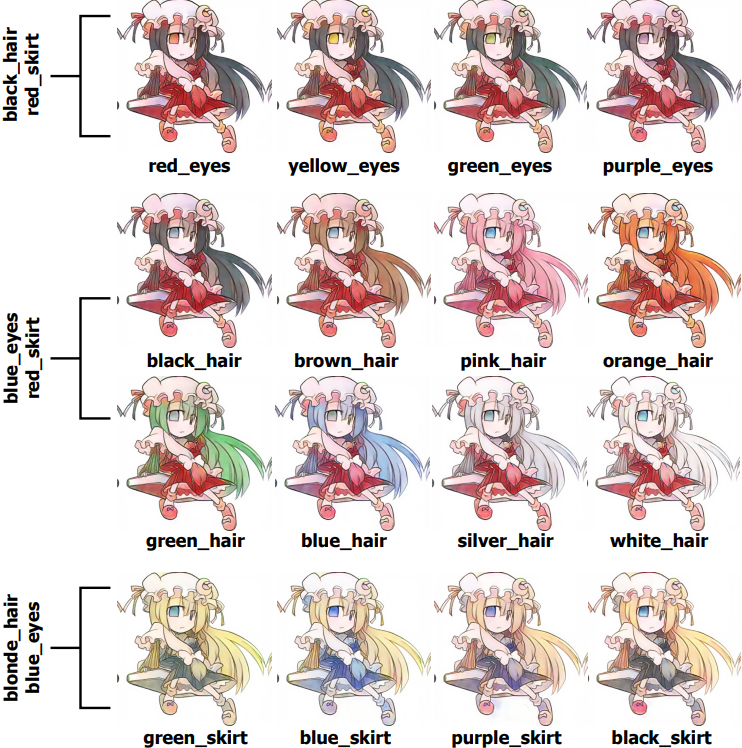 black_hair
red_skirt
red_eyes
yellow_eyes
green_eyes
purple_eyes
blue_eyes
red_skirt
black_hair
brown_hair
pink_hair
orange_hair
green_hair
blue_hair
silver_hair
white_hair
blonde_hair
blue_eyes
green_skirt
blue_skirt
purple_skirt
black_skirt